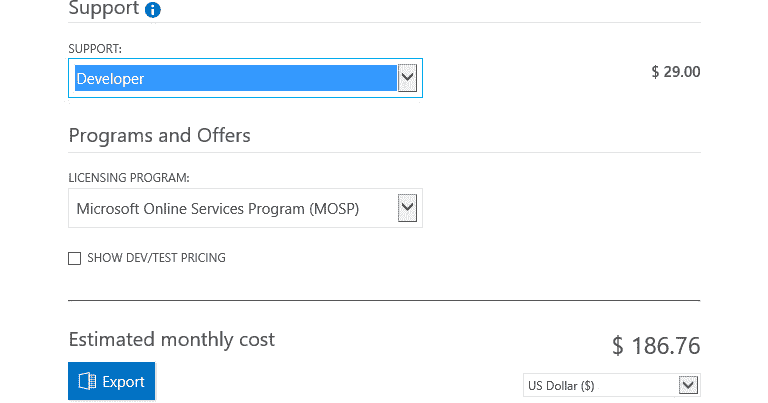 Support
SUPPORT:
Developer
$ 29.00
Programs and Offers
LICENSING PROGRAM:
Microsoft Online Services Program (MOSP)
SHOW DEV/TEST PRICING
Estimated monthly cost
$ 186.76
Export
US Dollar ($)